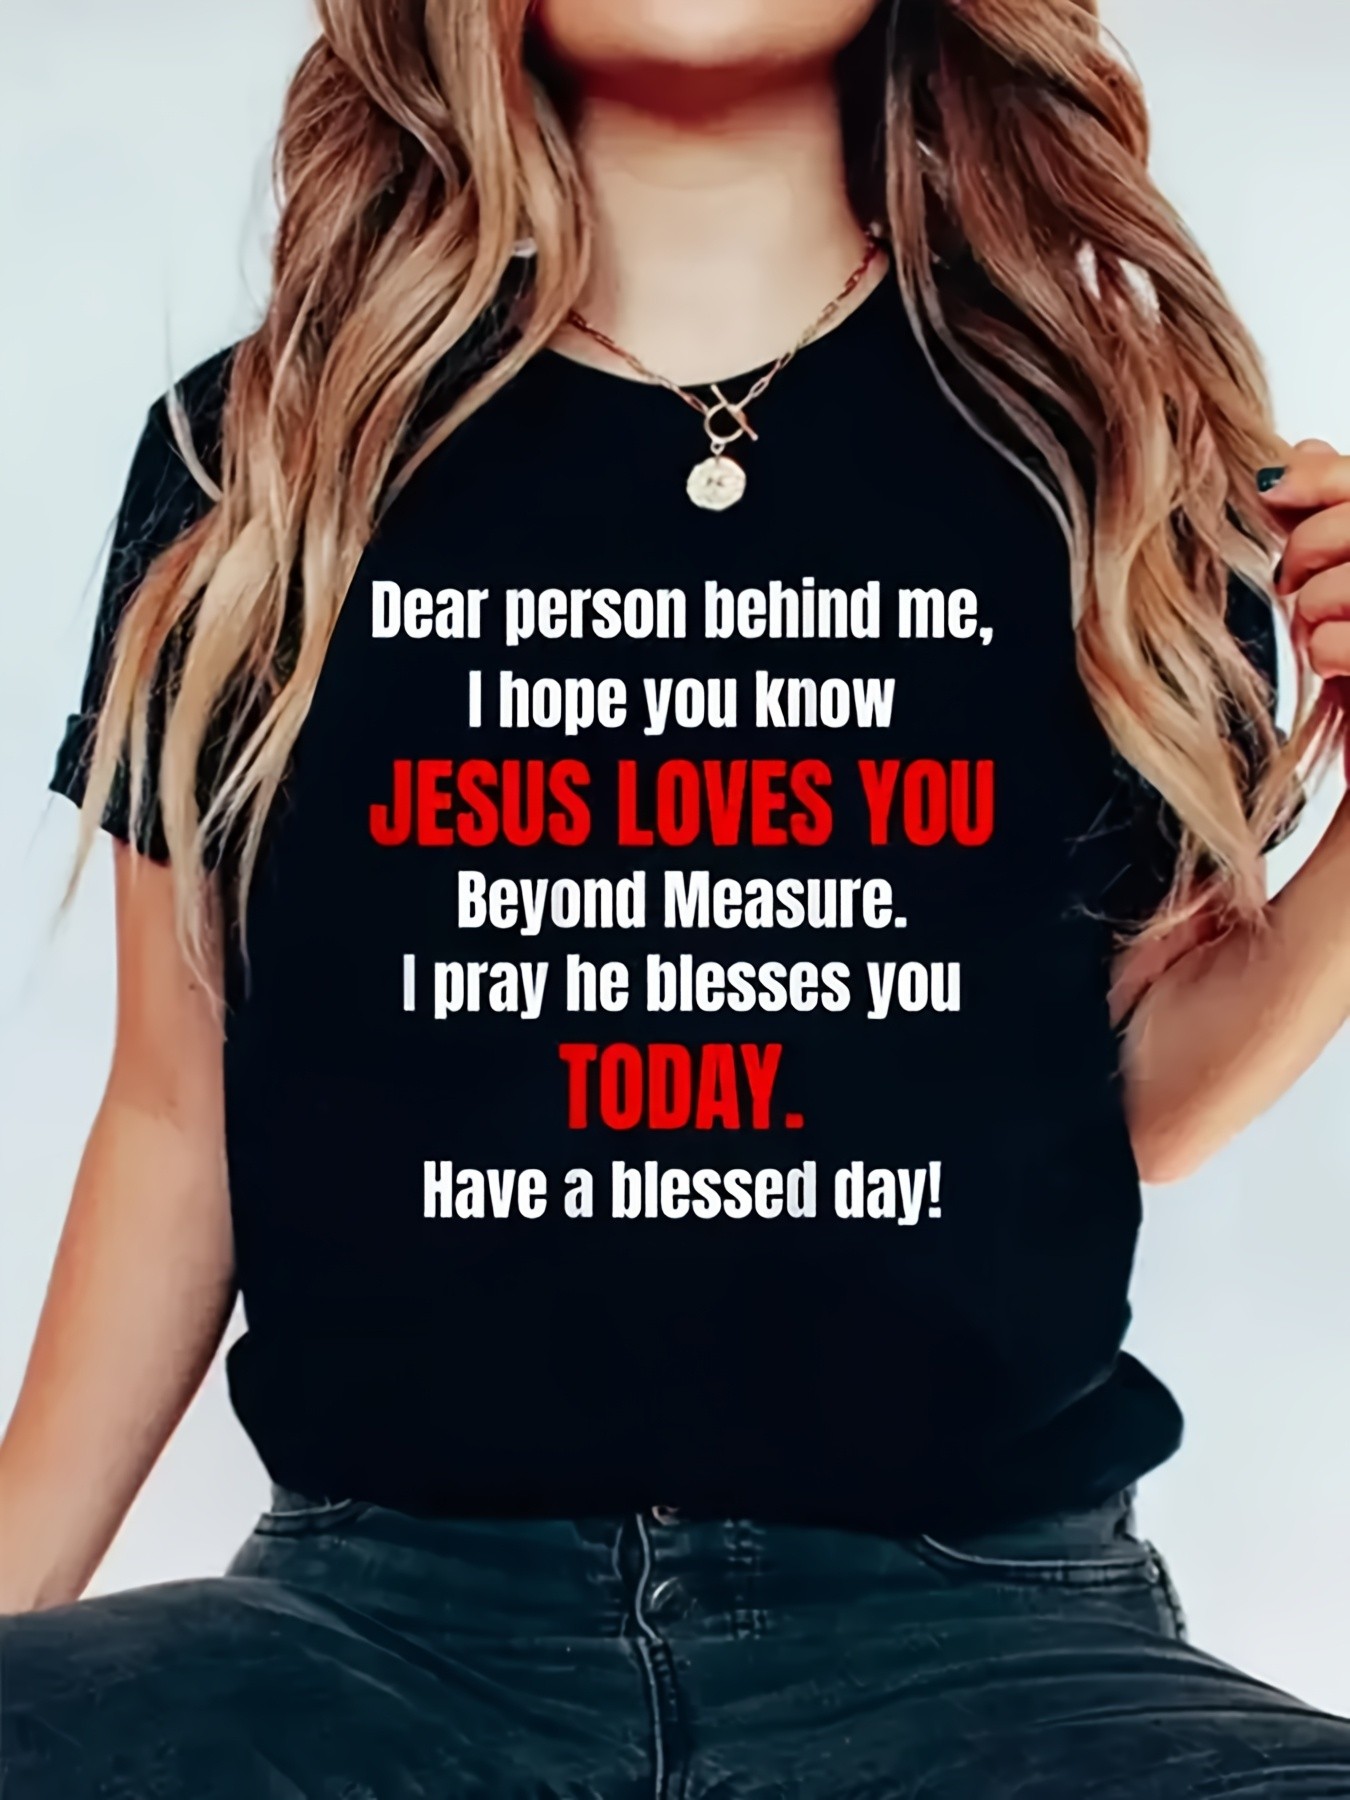 Dear person behind me,
I hope you know
JESUS LOVES YOU
Beyond Measure.
I pray he blesses you
TODAY.
Have a blessed day!